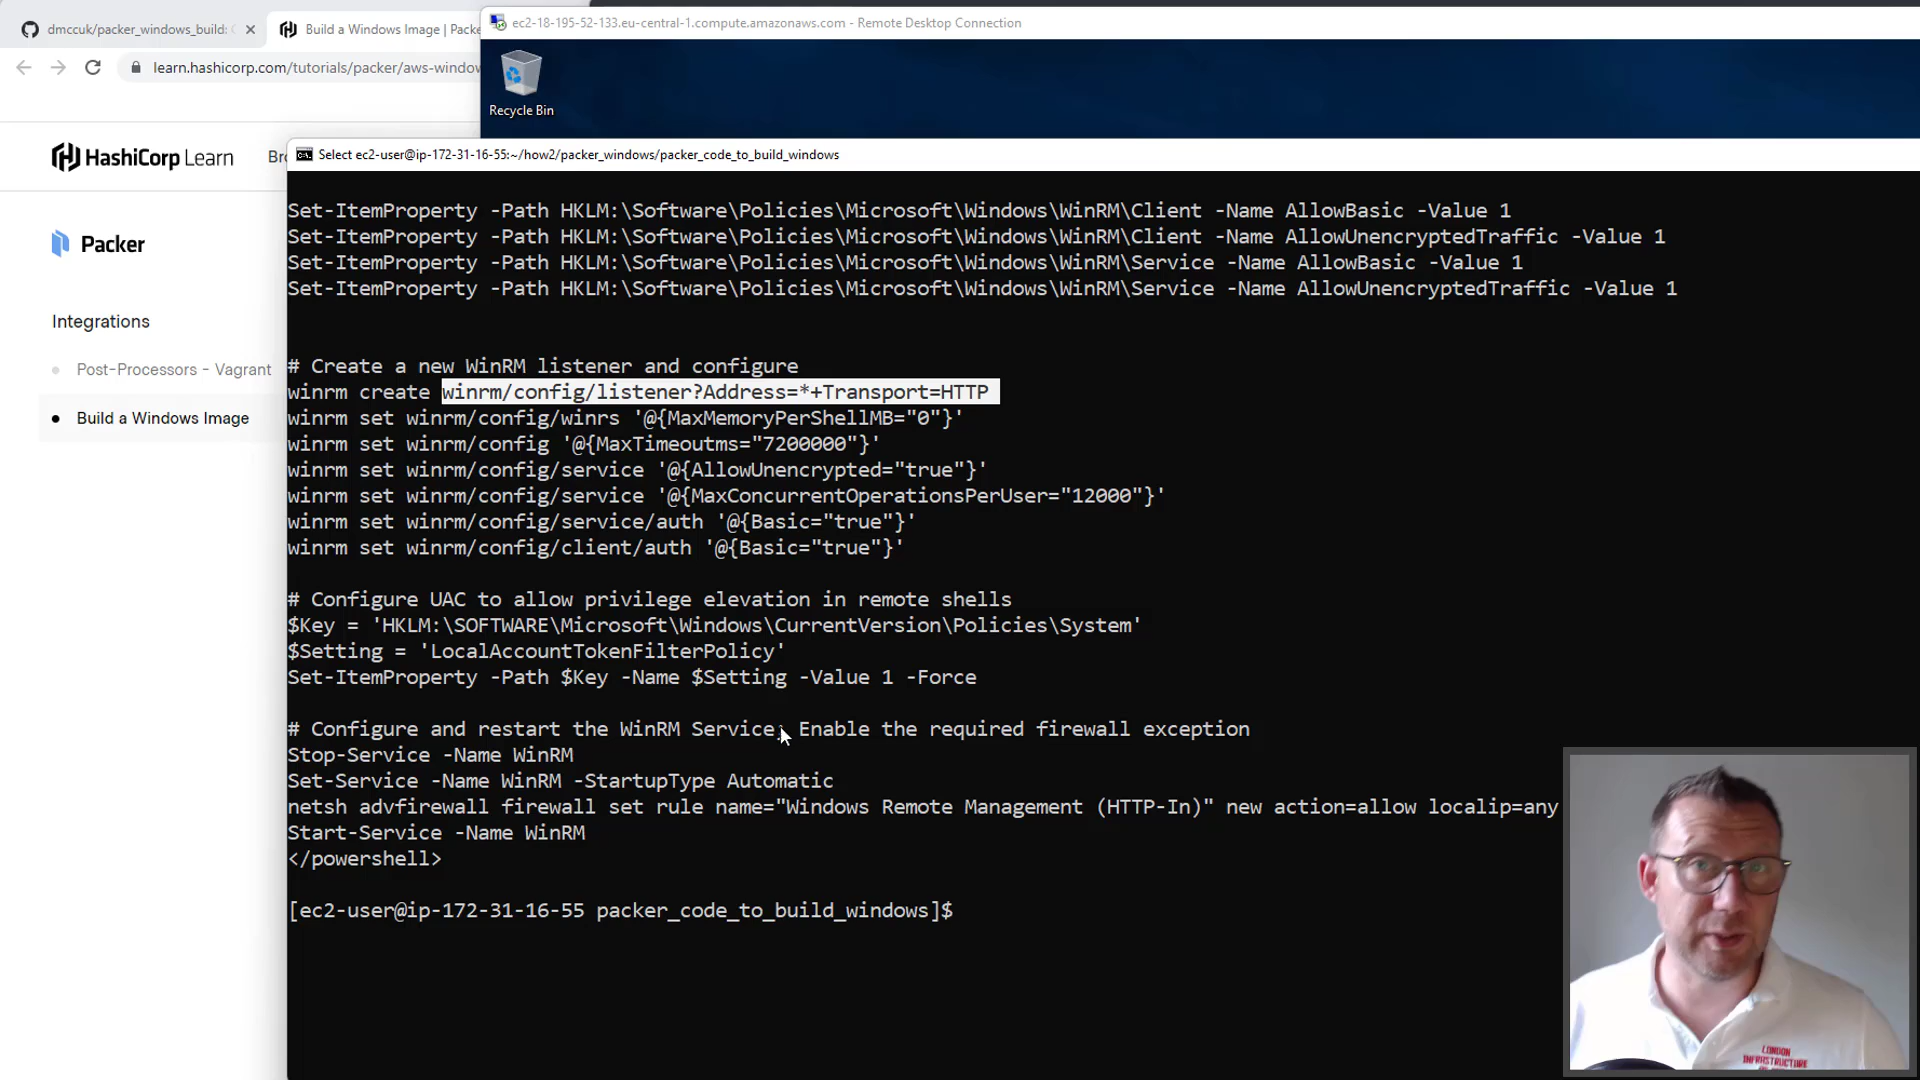 dmccuk/packer_windows_build:
Build a Windows Image | Packe
ec2-18-195-52-133.eu-central-1.compute.amazonaws.com - Remote Desktop Connection
learn.hashicorp.com/tutorials/packer/aws-window
Recycle Bin
HashiCorp Learn
Bro
Select ec2-user@ip-172-31-16-55:~/how2/packer_windows/packer_code_to_build_windows
Packer
Integrations
Post-Processors - Vagrant
Build a Windows Image
Set-ItemProperty -Path HKLM:\Software\Policies\Microsoft\Windows\WinRM\Client -Name AllowBasic -Value 1
Set-ItemProperty -Path HKLM:\Software\Policies\Microsoft\Windows\WinRM\Client -Name AllowUnencryptedTraffic -Value 1
Set-ItemProperty -Path HKLM:\Software\Policies\Microsoft\Windows\WinRM\Service -Name AllowBasic -Value 1
Set-ItemProperty -Path HKLM:\Software\Policies\Microsoft\Windows\WinRM\Service -Name AllowUnencryptedTraffic -Value 1
# Create a new WinRM listener and configure
winrm create winrm/config/listener?Address=*+Transport=HTTP
winrm set winrm/config/winrs '@{MaxMemoryPerShellMB="0"}'
winrm set winrm/config '@{MaxTimeoutms="7200000"}'
winrm set winrm/config/service '@{AllowUnencrypted="true"}'
winrm set winrm/config/service '@{MaxConcurrentOperationsPerUser="12000"}'
winrm set winrm/config/service/auth '@{Basic="true"}'
winrm set winrm/config/client/auth '@{Basic="true"}'
# Configure UAC to allow privilege elevation in remote shells
$Key = 'HKLM:\SOFTWARE\Microsoft\Windows\CurrentVersion\Policies\System'
$Setting = 'LocalAccountTokenFilterPolicy'
Set-ItemProperty -Path $Key -Name $Setting -Value 1 -Force
# Configure and restart the WinRM Service; Enable the required firewall exception
Stop-Service -Name WinRM
Set-Service -Name WinRM -StartupType Automatic
netsh advfirewall firewall set rule name="Windows Remote Management (HTTP-In)" new action=allow localip=any
Start-Service -Name WinRM
</powershell>
[ec2-user@ip-172-31-16-55 packer_code_to_build_windows]$
LONDON
INFRASTRUCTURE